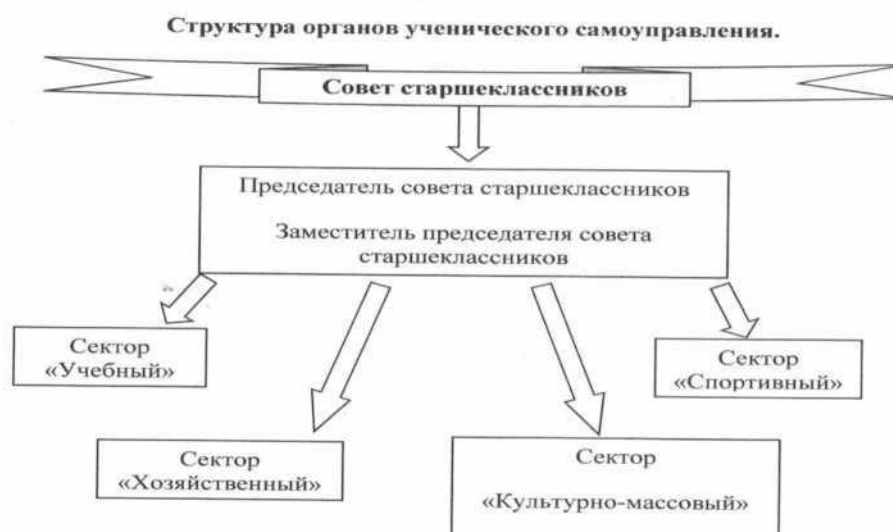 Структура органов ученического самоуправления.
Совет старшеклассников
Председатель совета старшеклассников
Заместитель председателя совета
старшеклассников
Сектор
«Учебный»
Сектор
«Спортивный»
Сектор
«Хозяйственный»
Сектор
«Культурно-массовый»